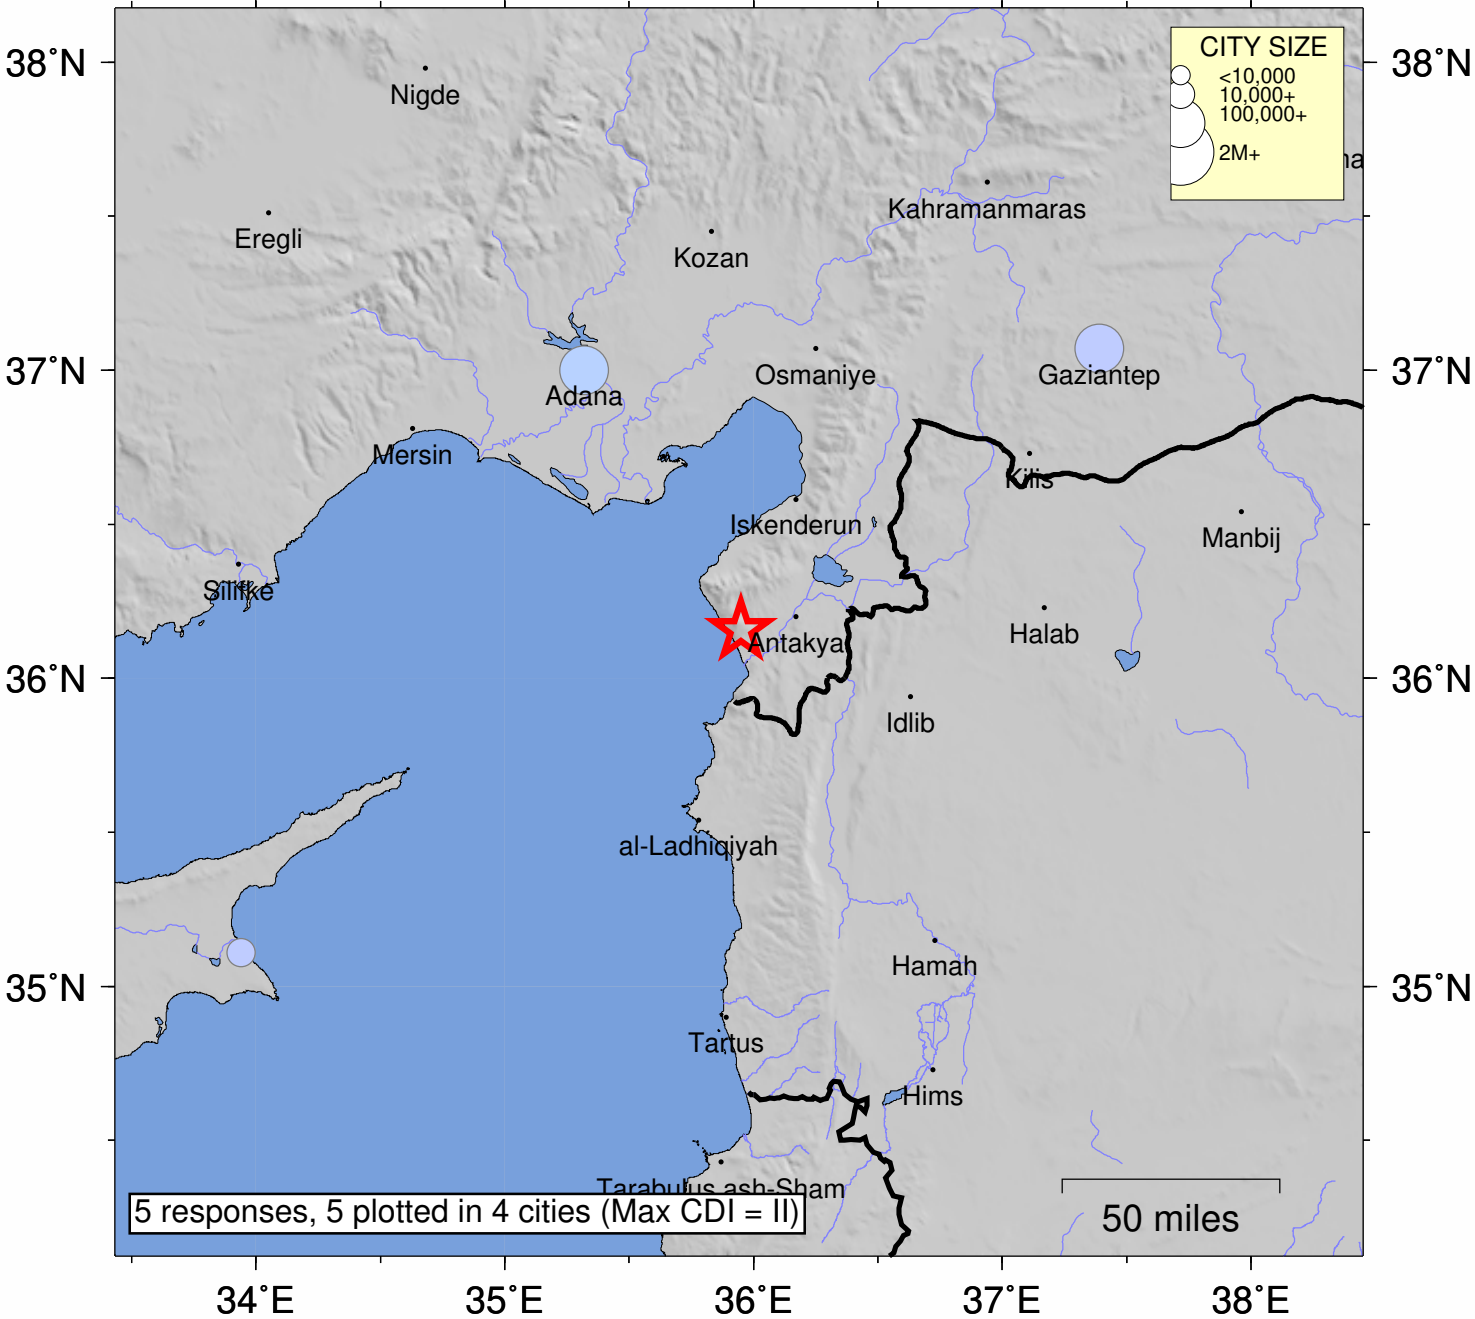 CITY SIZE
<10,000
10,000+
100,000+
2M+
38°N
38°N
Nigde
Kahramanmaras
Eregli
Kozan
37°N
37°N
Osmaniye
Gaziantep
Adana
Mersin
Kilis
Iskenderun
Manbij
Silifke
Antakya
Halab
36°N
36°N
Idlib
al-Ladhiqiyah
Hamah
35°N
35°N
Tartus
Hims
Tarabulus ash-Sham
5 responses, 5 plotted in 4 cities (Max CDI = II)
50 miles
34°E
35°E
36°E
37°E
38°E